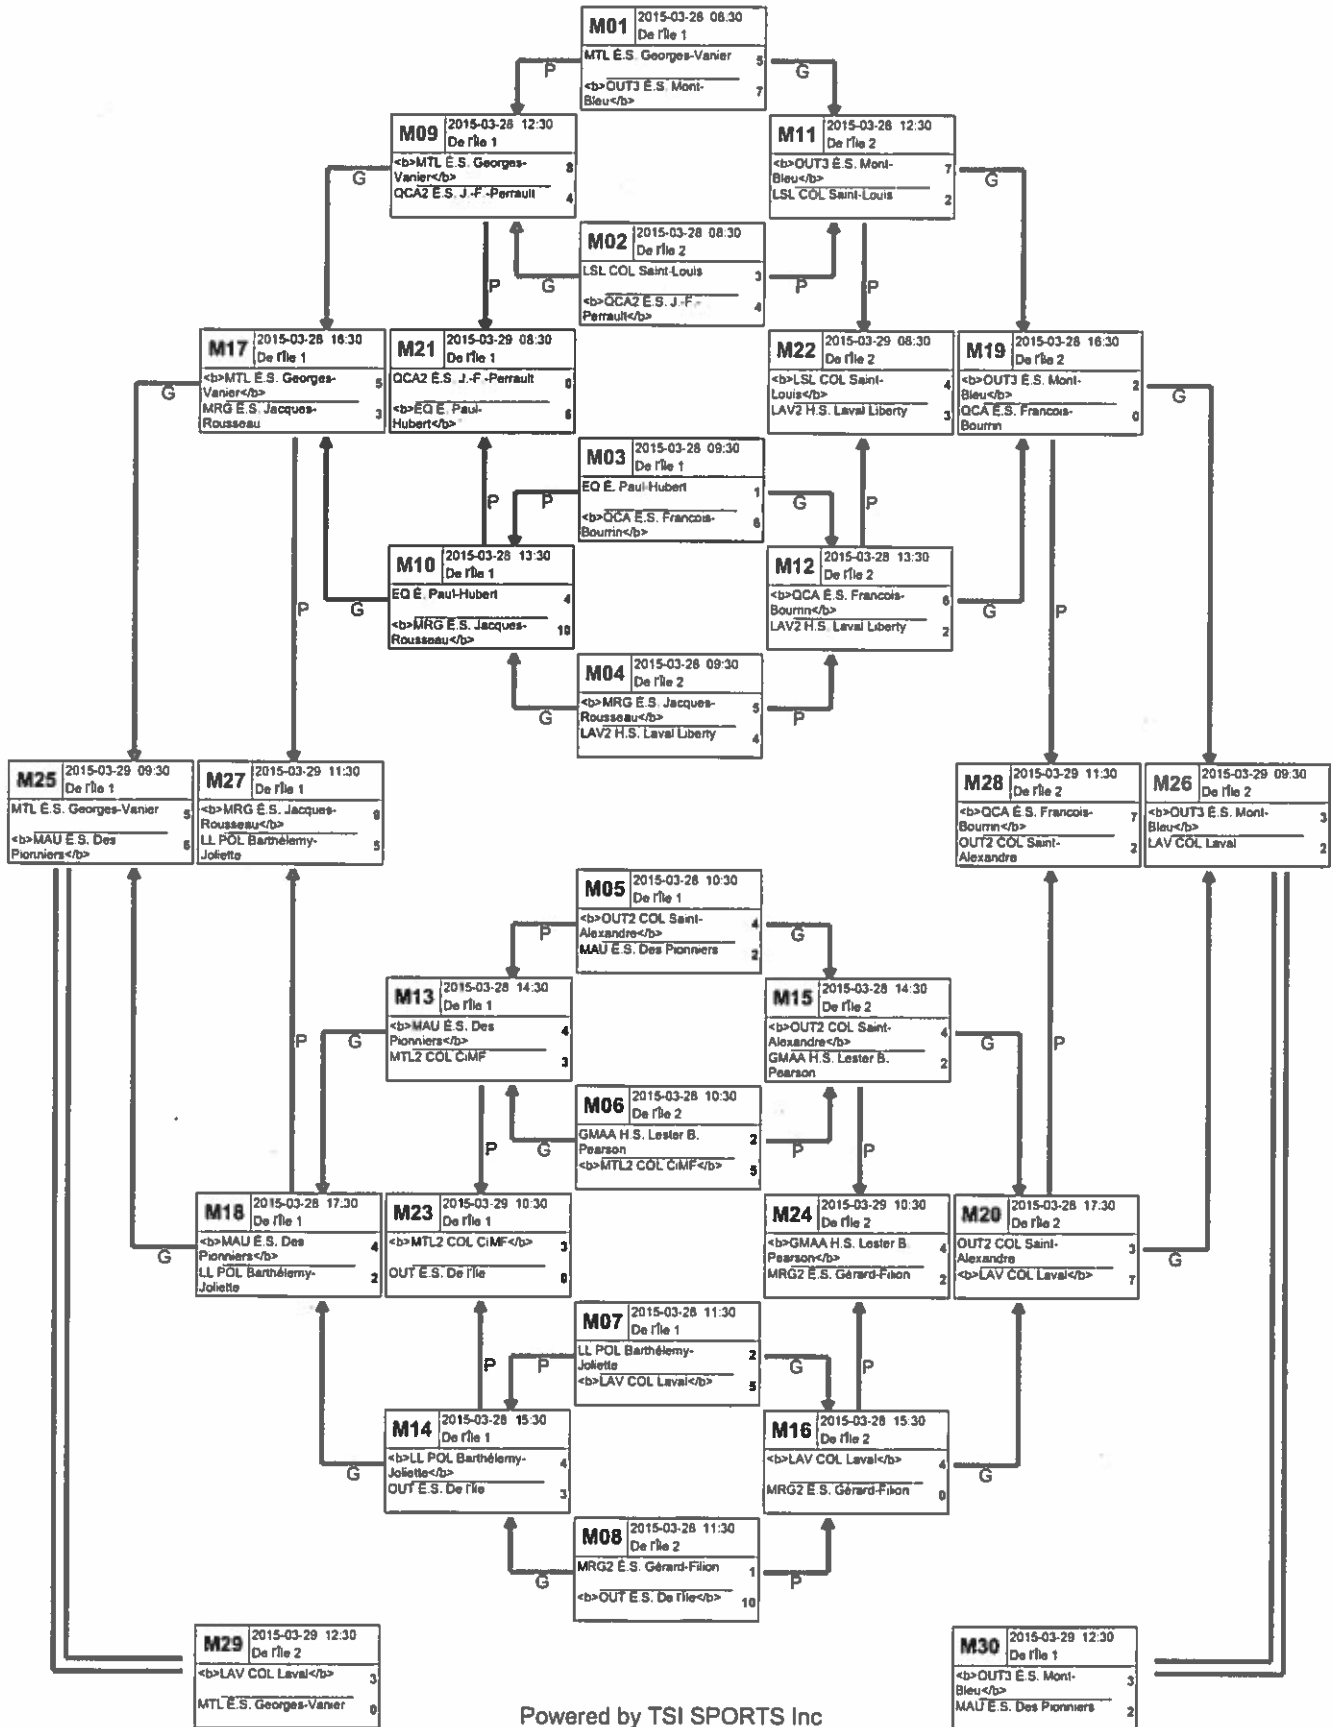 M01 2015-03-28 08:30
De l'Île 1
MTL É.S. Georges-Vanier 5
<b>OUT3 É.S. Mont-
Bleu</b> 7
P
G
M09 2015-03-28 12:30
De l'Île 1
<b>MTL É.S. Georges-
Vanier</b> 8
QCA2 É.S. J.-F.-Perrault 4
M11 2015-03-28 12:30
De l'Île 2
<b>OUT3 É.S. Mont-
Bleu</b> 7
LSL COL Saint-Louis 2
G
G
M02 2015-03-28 08:30
De l'Île 2
LSL COL Saint-Louis 3
<b>QCA2 É.S. J.-F.-
Perrault</b> 4
P
G
P
P
M17 2015-03-28 16:30
De l'Île 1
<b>MTL É.S. Georges-
Vanier</b> 5
MRG É.S. Jacques-
Rousseau 3
M21 2015-03-29 08:30
De l'Île 1
QCA2 É.S. J.-F.-Perrault 0
<b>EQ É. Paul-
Hubert</b> 6
M22 2015-03-29 08:30
De l'Île 2
<b>LSL COL Saint-
Louis</b> 4
LAV2 H.S. Laval Liberty 3
M19 2015-03-28 16:30
De l'Île 2
<b>OUT3 É.S. Mont-
Bleu</b> 2
QCA É.S. Francois-
Bourrin 0
G
G
M03 2015-03-28 09:30
De l'Île 1
EQ É. Paul-Hubert 1
<b>QCA É.S. Francois-
Bourrin</b> 6
P
P
G
P
M10 2015-03-28 13:30
De l'Île 1
EQ É. Paul-Hubert 4
<b>MRG É.S. Jacques-
Rousseau</b> 10
M12 2015-03-28 13:30
De l'Île 2
<b>QCA É.S. Francois-
Bourrin</b> 6
LAV2 H.S. Laval Liberty 2
P
G
G
P
M04 2015-03-28 09:30
De l'Île 2
<b>MRG É.S. Jacques-
Rousseau</b> 5
LAV2 H.S. Laval Liberty 4
G
P
M25 2015-03-29 09:30
De l'Île 1
MTL É.S. Georges-Vanier 5
<b>MAU É.S. Des
Pionniers</b> 6
M27 2015-03-29 11:30
De l'Île 1
<b>MRG É.S. Jacques-
Rousseau</b>
LL POL Barthélemy-
Joliette 5
M28 2015-03-29 11:30
De l'Île 2
<b>QCA É.S. Francois-
Bourrin</b> 7
OUT2 COL Saint-
Alexandre 2
M26 2015-03-29 09:30
De l'Île 2
<b>OUT3 É.S. Mont-
Bleu</b> 3
LAV COL Laval 2
M05 2015-03-28 10:30
De l'Île 1
<b>OUT2 COL Saint-
Alexandre</b> 4
MAU É.S. Des Pionniers 2
P
G
M13 2015-03-28 14:30
De l'Île 1
<b>MAU É.S. Des
Pionniers</b> 4
MTL2 COL CiMF 3
M15 2015-03-28 14:30
De l'Île 2
<b>OUT2 COL Saint-
Alexandre</b> 4
GMAA H.S. Lester B.
Pearson 2
P
G
G
P
M06 2015-03-28 10:30
De l'Île 2
GMAA H.S. Lester B.
Pearson 2
<b>MTL2 COL CiMF</b> 5
P
G
P
P
M18 2015-03-28 17:30
De l'Île 1
<b>MAU É.S. Des
Pionniers</b> 4
LL POL Barthélemy-
Joliette 2
M23 2015-03-29 10:30
De l'Île 1
<b>MTL2 COL CiMF</b> 3
OUT É.S. De l'Île 0
M24 2015-03-29 10:30
De l'Île 2
<b>GMAA H.S. Lester B.
Pearson</b> 4
MRG2 É.S. Gérard-Filion 2
M20 2015-03-28 17:30
De l'Île 2
OUT2 COL Saint-
Alexandre 3
<b>LAV COL Laval</b> 7
G
G
M07 2015-03-28 11:30
De l'Île 1
LL POL Barthélemy-
Joliette 2
<b>LAV COL Laval</b> 5
P
P
G
P
M14 2015-03-28 15:30
De l'Île 1
<b>LL POL Barthélemy-
Joliette</b> 4
OUT É.S. De l'Île 3
M16 2015-03-28 15:30
De l'Île 2
<b>LAV COL Laval</b> 4
MRG2 É.S. Gérard-Filion 0
G
G
M08 2015-03-28 11:30
De l'Île 2
MRG2 É.S. Gérard-Filion 1
<b>OUT É.S. De l'Île</b> 10
G
P
M29 2015-03-29 12:30
De l'Île 2
<b>LAV COL Laval</b> 3
MTL É.S. Georges-Vanier 0
M30 2015-03-29 12:30
De l'Île 1
<b>OUT3 É.S. Mont-
Bleu</b> 3
MAU É.S. Des Pionniers 2
Powered by TSI SPORTS Inc